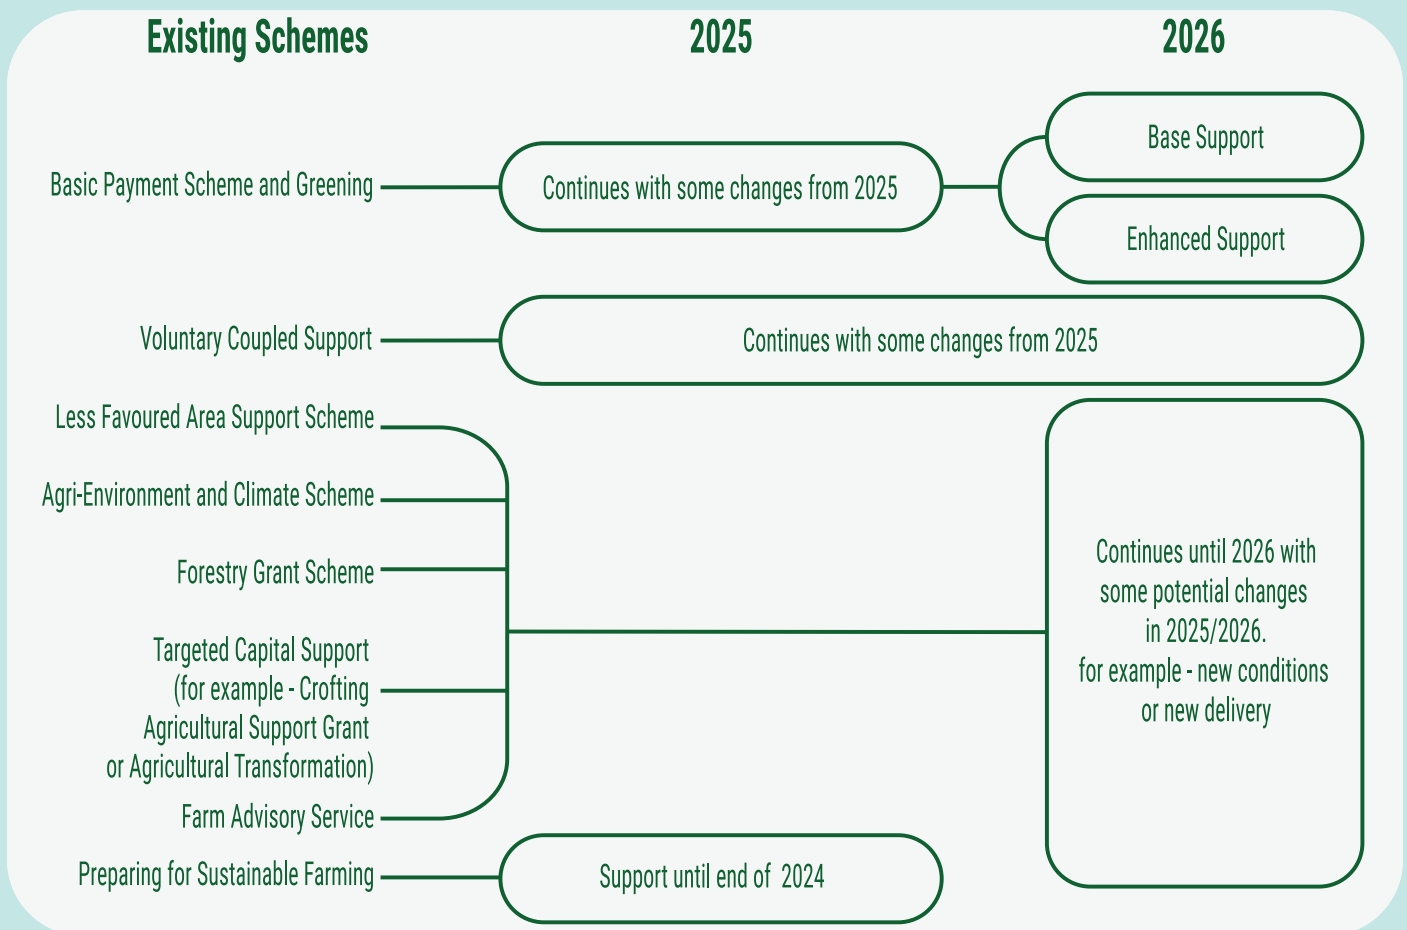 Existing Schemes
2025
2026
Basic Payment Scheme and Greening
Continues with some changes from 2025
Base Support
Enhanced Support
Voluntary Coupled Support
Continues with some changes from 2025
Less Favoured Area Support Scheme
Agri-Environment and Climate Scheme
Forestry Grant Scheme
Targeted Capital Support
(for example - Crofting
Agricultural Support Grant
or Agricultural Transformation)
Farm Advisory Service
Continues until 2026 with
some potential changes
in 2025/2026.
for example - new conditions
or new delivery
Preparing for Sustainable Farming
Support until end of 2024